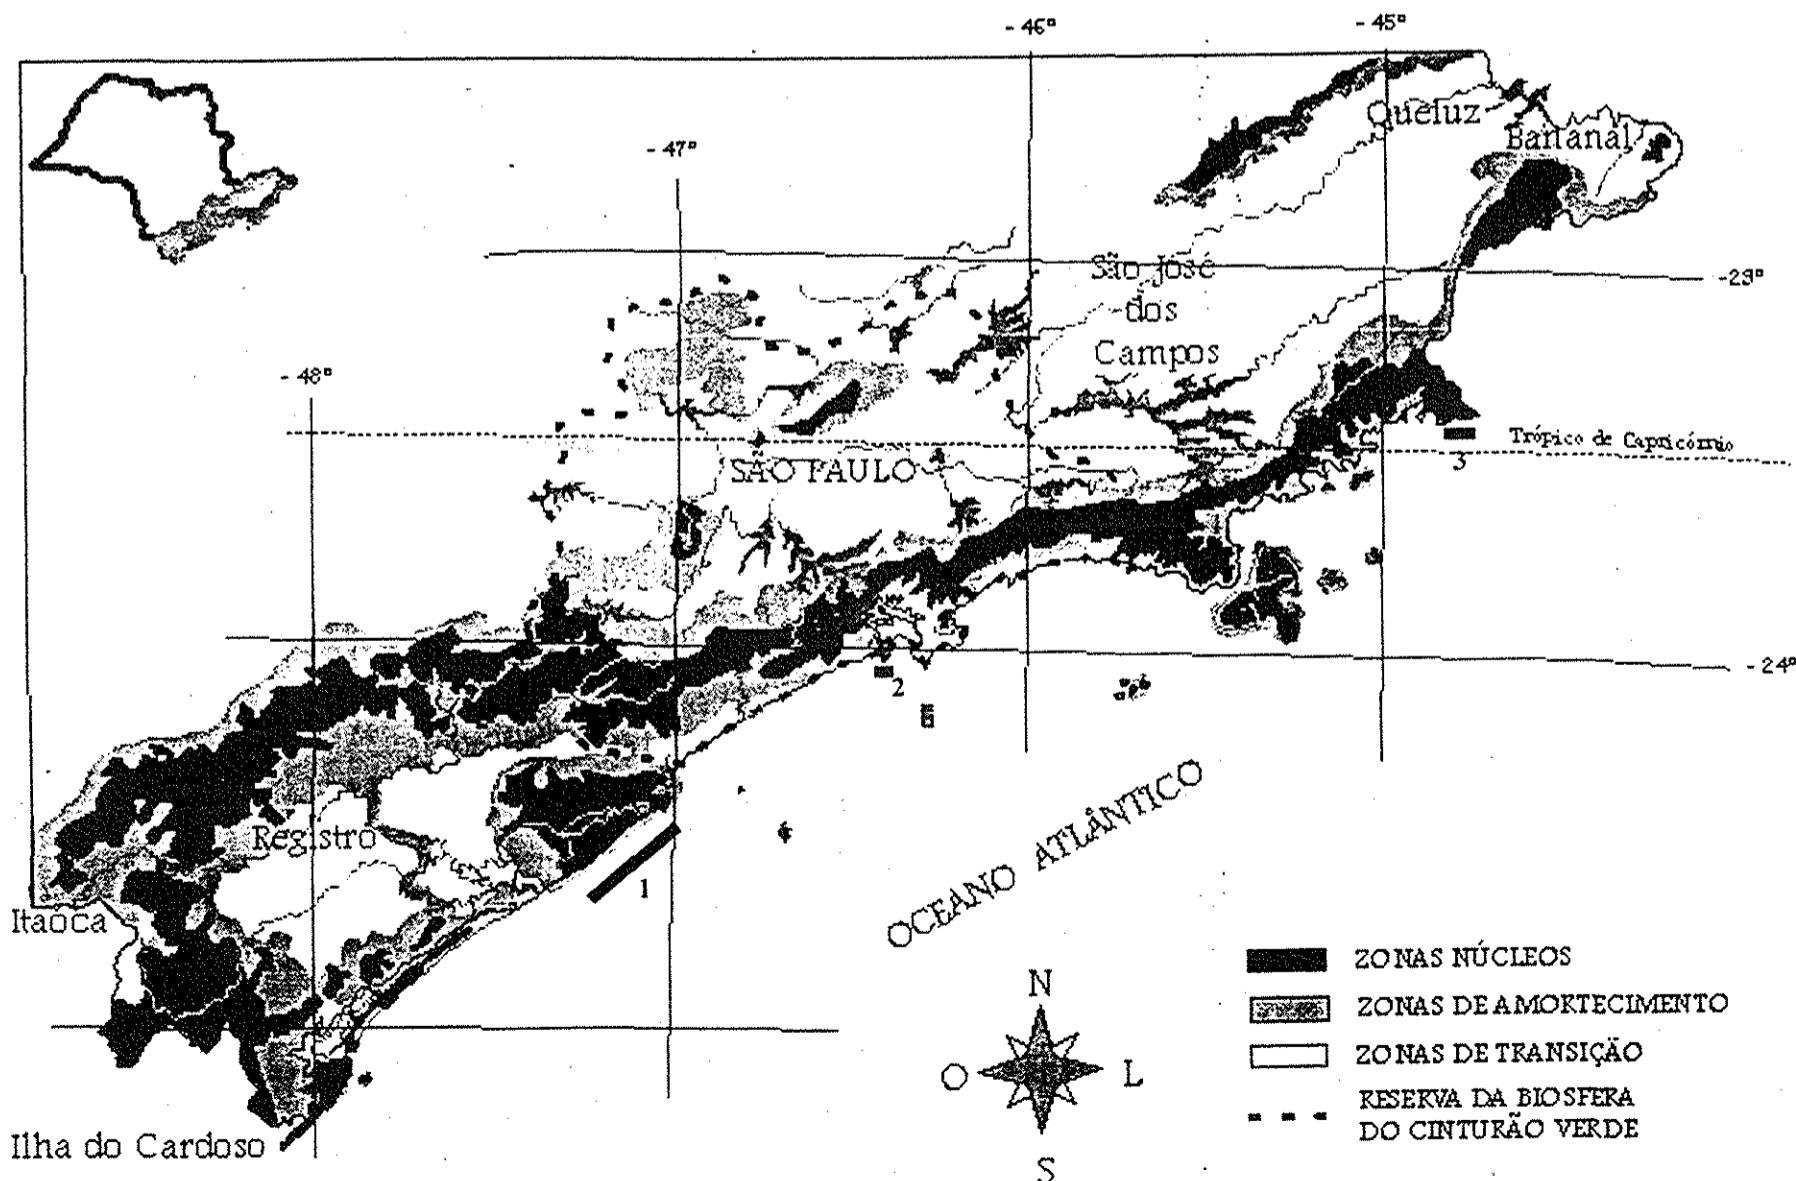 - 46°
- 45°
Queluz
Bananal
- 47°
São José
dos
Campos
-23°
- 48°
Trópico de Capricórnio
SÃO PAULO
3
2
- 24°
OCEANO ATLÂNTICO
Registro
1
Itaóca
N
O
L
S
ZONAS NÚCLEOS
ZONAS DE AMORTECIMENTO
ZONAS DE TRANSIÇÃO
RESERVA DA BIOSFERA
DO CINTURÃO VERDE
Ilha do Cardoso